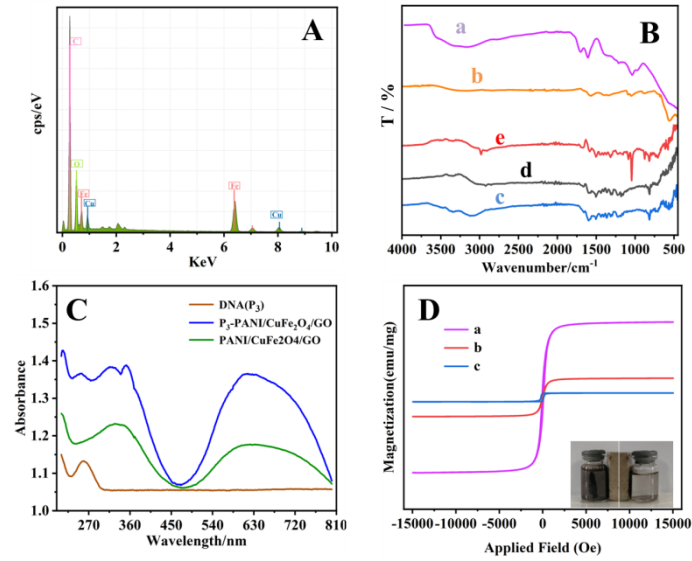 A
cps/eV
C
O
Fe
Cu
Fe
Cu
0 2 4 6 8 10
KeV
B
T / %
a
b
e
d
c
4000 3500 3000 2500 2000 1500 1000 500
Wavenumber/cm⁻¹
C
Absorbance
1.6
1.5
1.4
1.3
1.2
1.1
1.0
DNA(P₃)
P₃-PANI/CuFe₂O₄/GO
PANI/CuFe2O4/GO
270 360 450 540 630 720 810
Wavelength/nm
D
Magnetization(emu/mg)
a
b
c
-15000 -10000 -5000 0 5000 10000 15000
Applied Field (Oe)